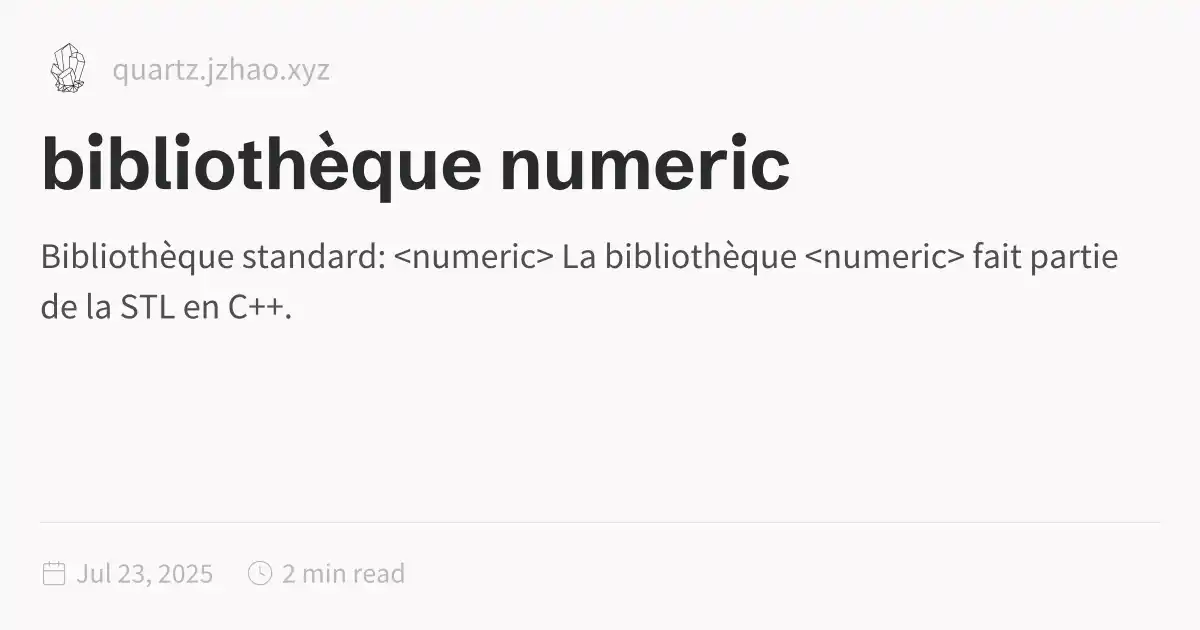 quartz.jzhao.xyz
bibliothèque numeric
Bibliothèque standard: <numeric> La bibliothèque <numeric> fait partie
de la STL en C++.
Jul 23, 2025 2 min read